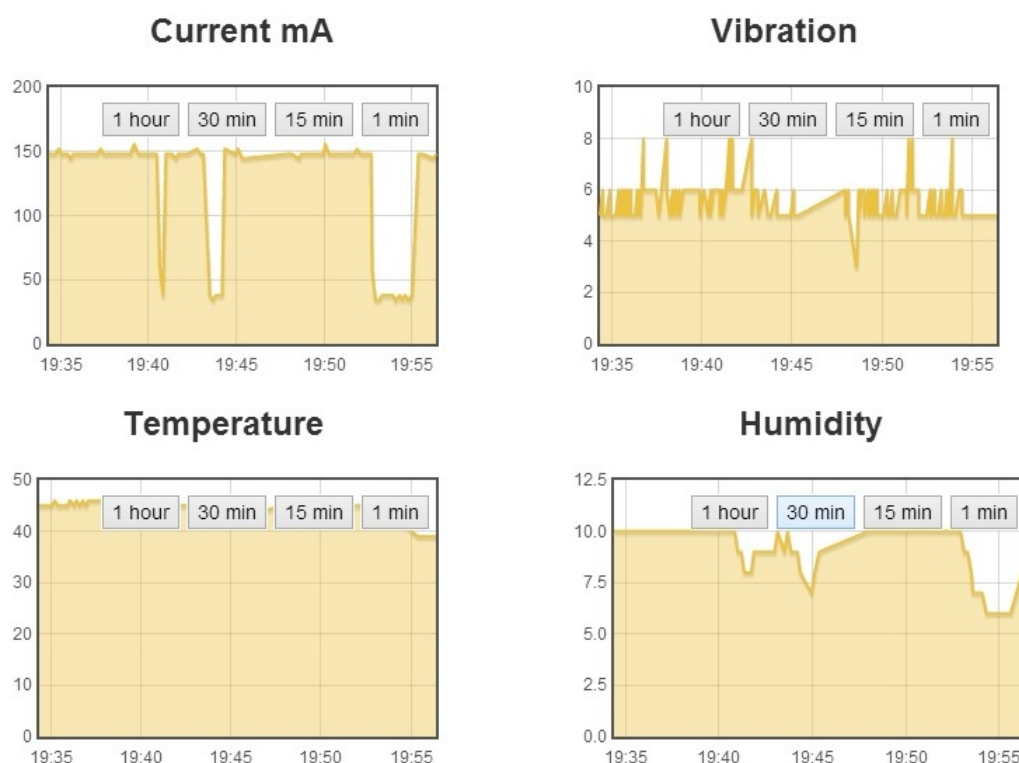 Current mA
Vibration
200
150
100
50
0
1 hour
30 min
15 min
1 min
19:35
19:40
19:45
19:50
19:55
10
8
6
4
2
0
1 hour
30 min
15 min
1 min
19:35
19:40
19:45
19:50
19:55
Temperature
Humidity
50
40
30
20
10
0
1 hour
30 min
15 min
1 min
19:35
19:40
19:45
19:50
19:55
12.5
10.0
7.5
5.0
2.5
0.0
1 hour
30 min
15 min
1 min
19:35
19:40
19:45
19:50
19:55